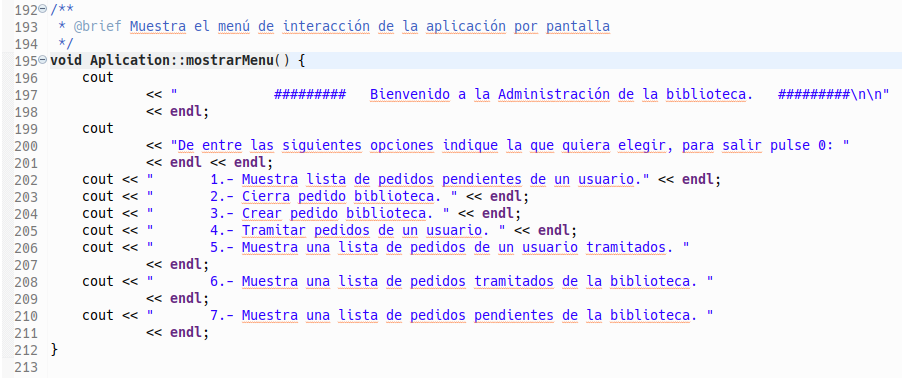 192 /**
193  * @brief Muestra el menú de interacción de la aplicación por pantalla
194  */
195 void Aplication::mostrarMenu() {
196     cout
197             << "            #########   Bienvenido a la Administración de la biblioteca.   #########\n\n"
198             << endl;
199     cout
200             << "De entre las siguientes opciones indique la que quiera elegir, para salir pulse 0: "
201             << endl << endl;
202     cout << "       1.- Muestra lista de pedidos pendientes de un usuario." << endl;
203     cout << "       2.- Cierra pedido biblioteca. " << endl;
204     cout << "       3.- Crear pedido biblioteca. " << endl;
205     cout << "       4.- Tramitar pedidos de un usuario. " << endl;
206     cout << "       5.- Muestra una lista de pedidos de un usuario tramitados. "
207             << endl;
208     cout << "       6.- Muestra una lista de pedidos tramitados de la biblioteca. "
209             << endl;
210     cout << "       7.- Muestra una lista de pedidos pendientes de la biblioteca. "
211             << endl;
212 }
213